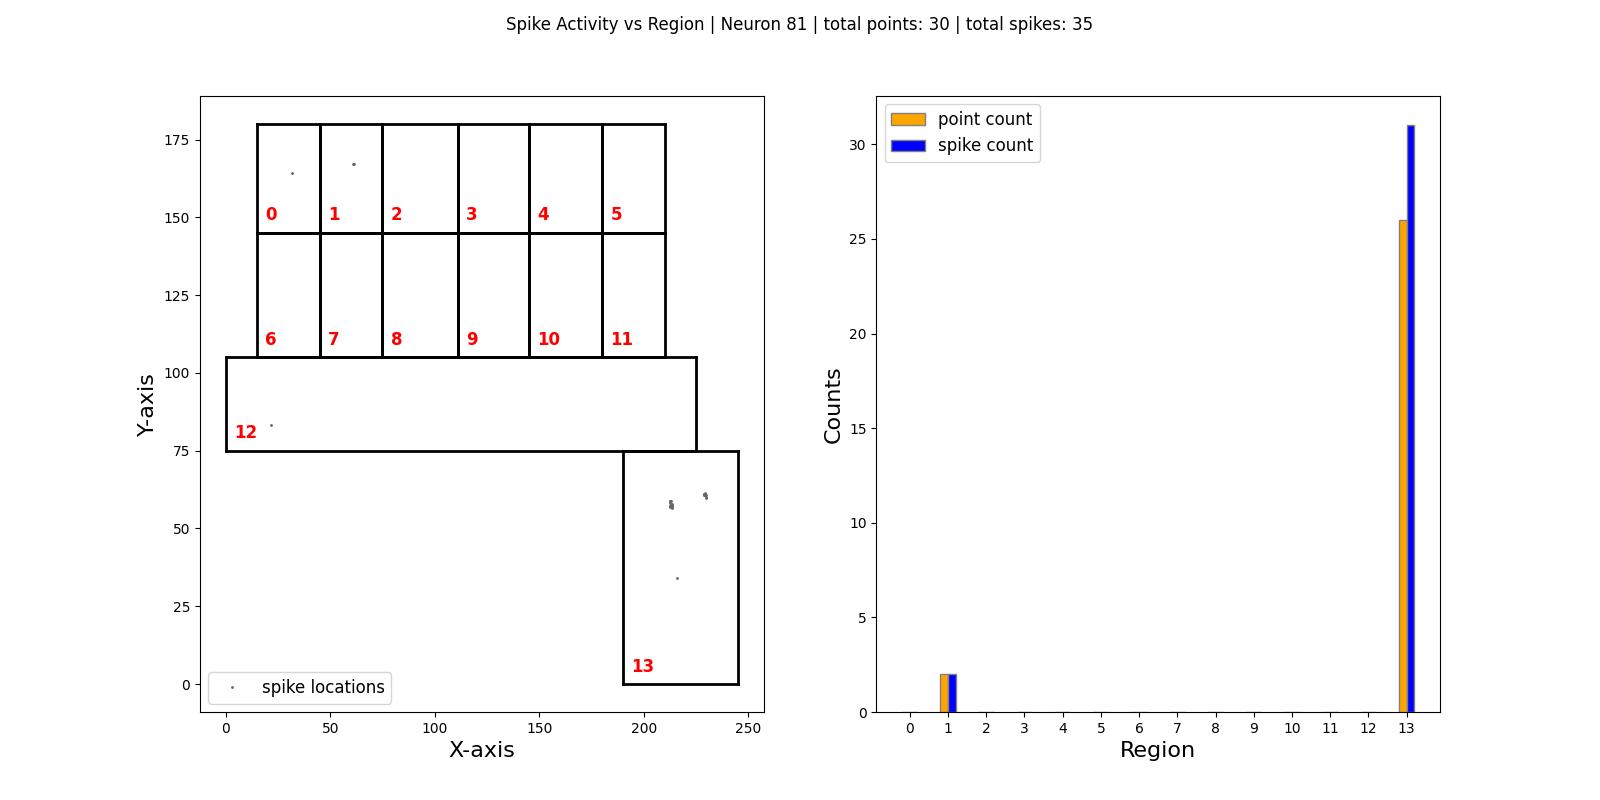 Spike Activity vs Region | Neuron 81 | total points: 30 | total spikes: 35
175
150
125
100
75
50
25
0
Y-axis
0 1 2 3 4 5
6 7 8 9 10 11
12
13
spike locations
0 50 100 150 200 250
X-axis
point count
spike count
30
25
20
15
10
5
0
Counts
0 1 2 3 4 5 6 7 8 9 10 11 12 13
Region